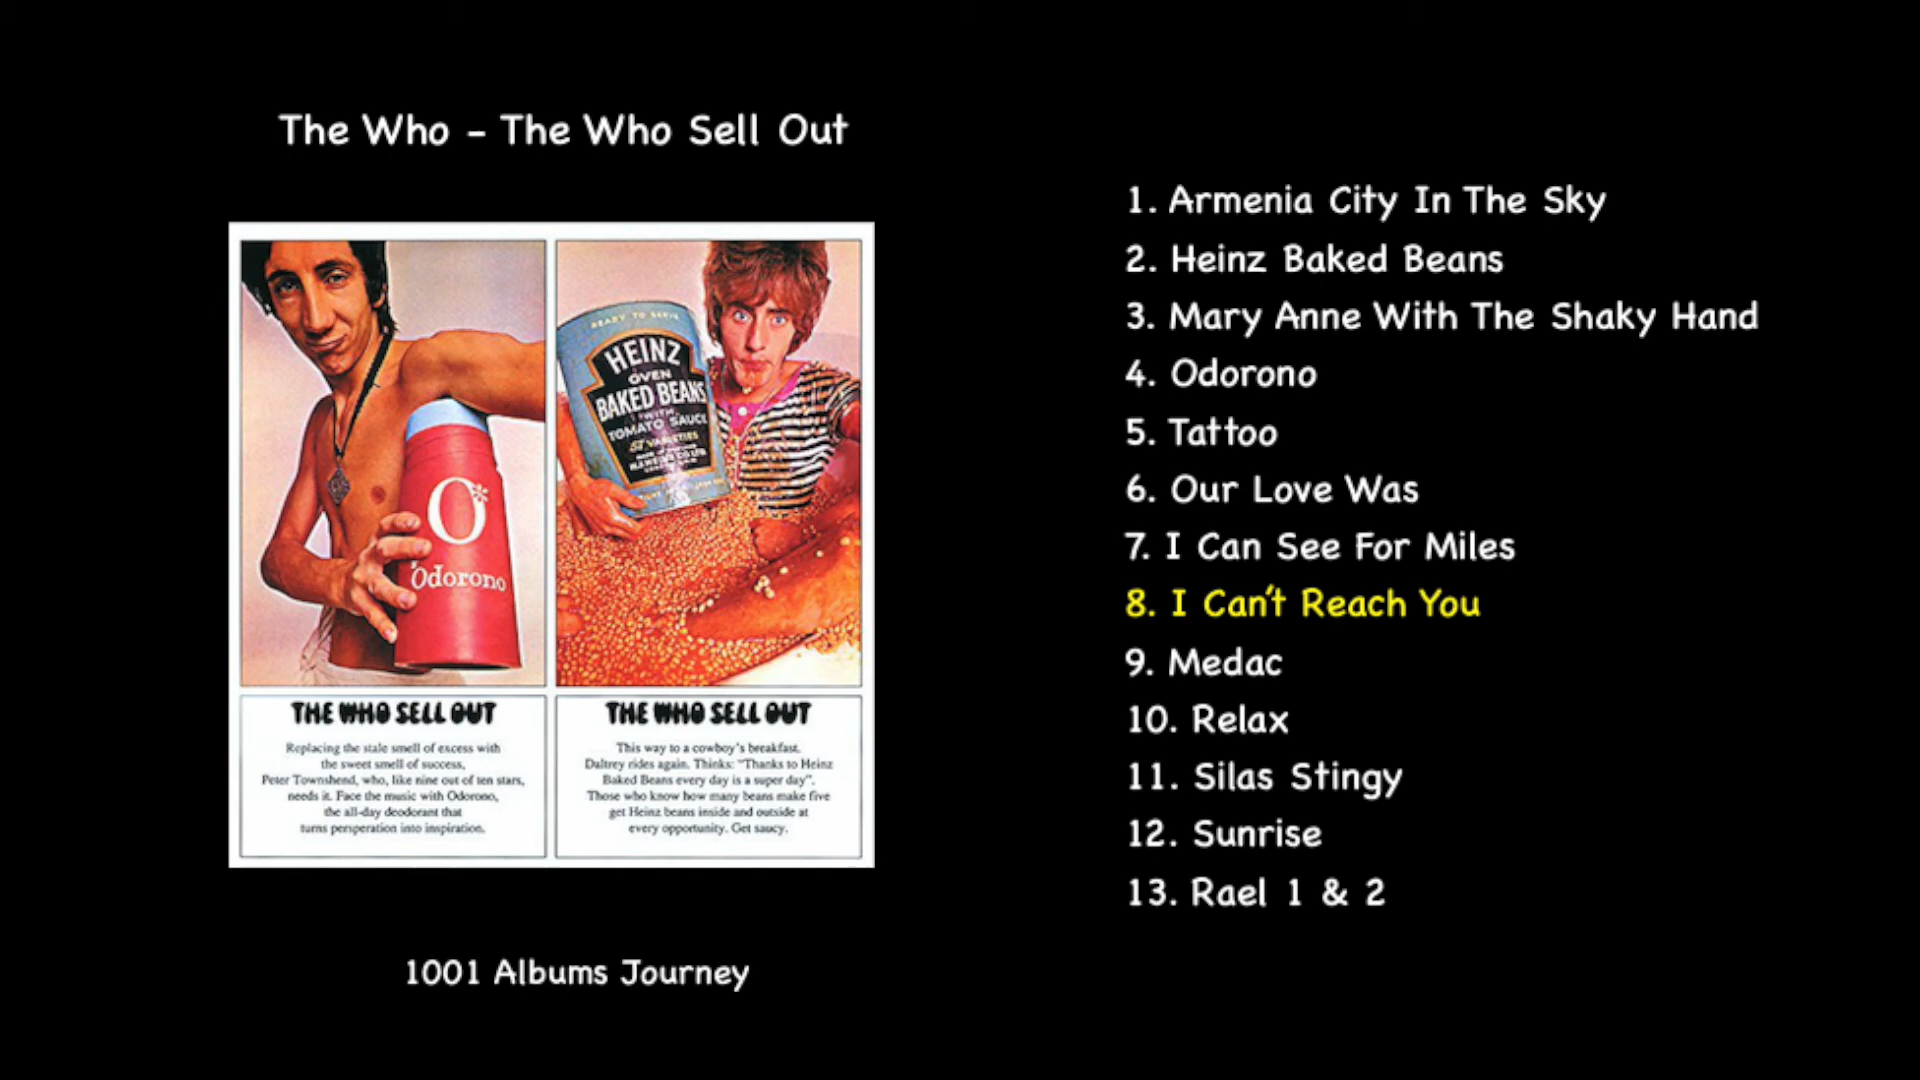 The Who - The Who Sell Out
READY TO SERVE
HEINZ
OVEN
BAKED BEANS
WITH
TOMATO SAUCE
57 VARIETIES
O
Odorono
THE WHO SELL OUT
Replacing the stale smell of excess with
the sweet smell of success,
Peter Townshend, who, like nine out of ten stars,
needs it. Face the music with Odorono,
the all-day deodorant that
turns perspiration into inspiration.
THE WHO SELL OUT
This way to a cowboy's breakfast.
Daltrey rides again. Thinks: "Thanks to Heinz
Baked Beans every day is a super day".
Those who know how many beans make five
get Heinz beans inside and outside at
every opportunity. Get saucy.
1001 Albums Journey
1. Armenia City In The Sky
2. Heinz Baked Beans
3. Mary Anne With The Shaky Hand
4. Odorono
5. Tattoo
6. Our Love Was
7. I Can See For Miles
8. I Can't Reach You
9. Medac
10. Relax
11. Silas Stingy
12. Sunrise
13. Rael 1 & 2